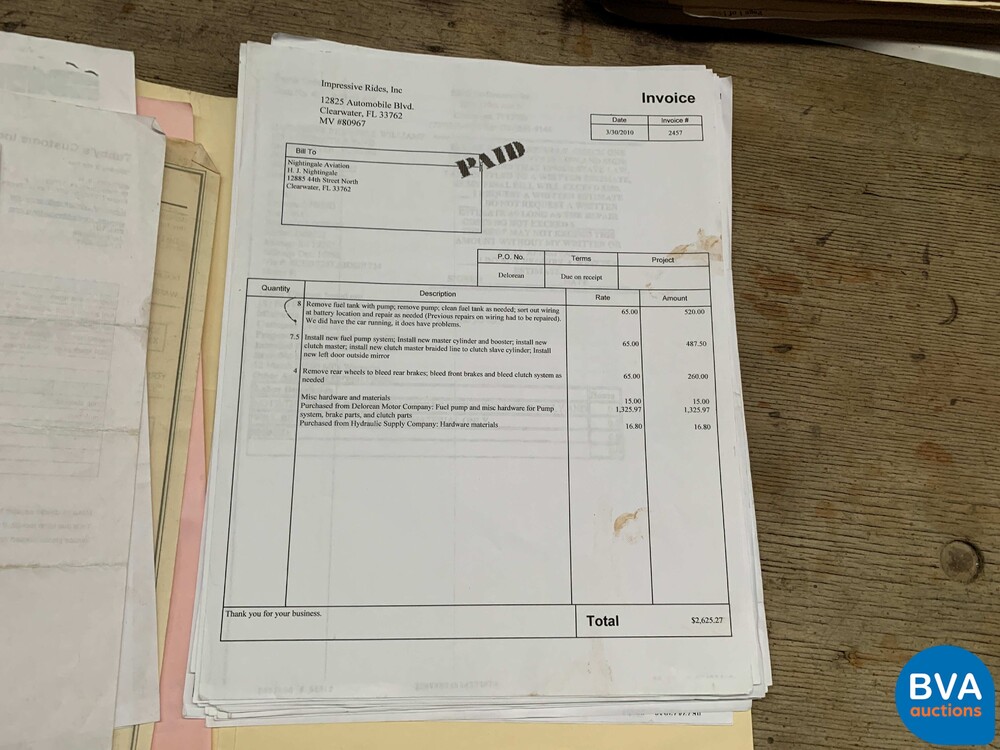 Impressive Rides, Inc
12825 Automobile Blvd.
Clearwater, FL 33762
MV #80967
Invoice
Date Invoice #
3/30/2010 2457
Bill To
Nightingale Aviation
H. J. Nightingale
12885 44th Street North
Clearwater, FL 33762
PAID
P.O. No. Terms Project
Delorean Due on receipt
Quantity Description Rate Amount
8 Remove fuel tank with pump; remove pump; clean fuel tank as needed; sort out wiring 65.00 520.00
at battery location and repair as needed (Previous repairs on wiring had to be repaired).
We did have the car running, it does have problems.
7.5 Install new fuel pump system; Install new master cylinder and booster; install new 65.00 487.50
clutch master; install new clutch master braided line to clutch slave cylinder; Install
new left door outside mirror
4 Remove rear wheels to bleed rear brakes; bleed front brakes and bleed clutch system as 65.00 260.00
needed
Misc hardware and materials 15.00 15.00
Purchased from Delorean Motor Company: Fuel pump and misc hardware for Pump 1,325.97 1,325.97
system, brake parts, and clutch parts
Purchased from Hydraulic Supply Company: Hardware materials 16.80 16.80
Thank you for your business.
Total $2,625.27
BVA
auctions